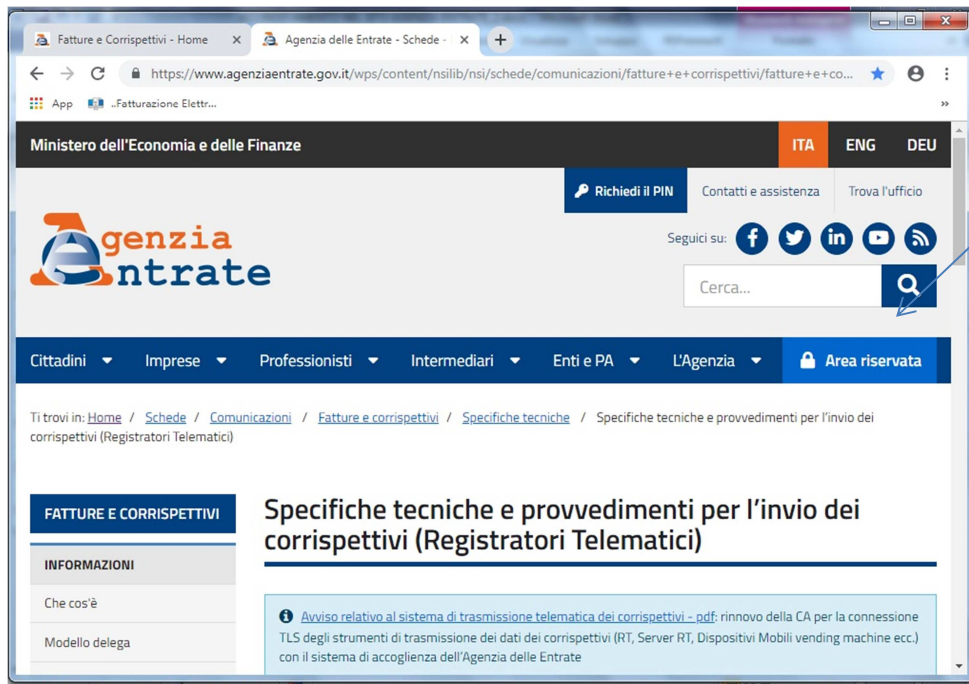 Fatture e Corrispettivi - Home
Agenzia delle Entrate - Schede -
https://www.agenziaentrate.gov.it/wps/content/nsilib/nsi/schede/comunicazioni/fatture+e+corrispettivi/fatture+e+co...
App ..Fatturazione Elettr...
Ministero dell'Economia e delle Finanze
ITA ENG DEU
Richiedi il PIN Contatti e assistenza Trova l'ufficio
Seguici su:
Agenzia
Entrate
Cerca...
Cittadini Imprese Professionisti Intermediari Enti e PA L'Agenzia Area riservata
Ti trovi in: Home / Schede / Comunicazioni / Fatture e corrispettivi / Specifiche tecniche / Specifiche tecniche e provvedimenti per l'invio dei
corrispettivi (Registratori Telematici)
FATTURE E CORRISPETTIVI
INFORMAZIONI
Che cos'è
Modello delega
Specifiche tecniche e provvedimenti per l'invio dei
corrispettivi (Registratori Telematici)
Avviso relativo al sistema di trasmissione telematica dei corrispettivi - pdf: rinnovo della CA per la connessione
TLS degli strumenti di trasmissione dei dati dei corrispettivi (RT, Server RT, Dispositivi Mobili vending machine ecc.)
con il sistema di accoglienza dell'Agenzia delle Entrate